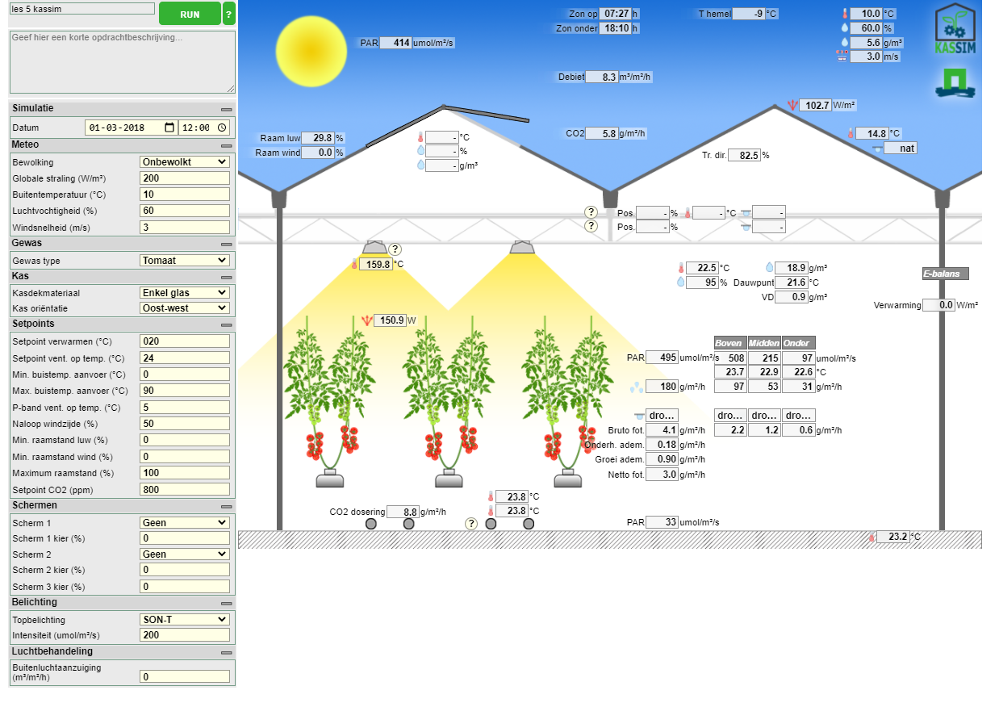 les 5 kassim
RUN
?
Geef hier een korte opdrachtbeschrijving...
Simulatie
Datum 01-03-2018 12:00
Meteo
Bewolking Onbewolkt
Globale straling (W/m²) 200
Buitentemperatuur (°C) 10
Luchtvochtigheid (%) 60
Windsnelheid (m/s) 3
Gewas
Gewas type Tomaat
Kas
Kasdekmateriaal Enkel glas
Kas oriëntatie Oost-west
Setpoints
Setpoint verwarmen (°C) 020
Setpoint vent. op temp. (°C) 24
Min. buistemp. aanvoer (°C) 0
Max. buistemp. aanvoer (°C) 90
P-band vent. op temp. (°C) 5
Naloop windzijde (%) 50
Min. raamstand luw (%) 0
Min. raamstand wind (%) 0
Maximum raamstand (%) 100
Setpoint CO2 (ppm) 800
Schermen
Scherm 1 Geen
Scherm 1 kier (%) 0
Scherm 2 Geen
Scherm 2 kier (%) 0
Scherm 3 kier (%) 0
Belichting
Topbelichting SON-T
Intensiteit (umol/m²/s) 200
Luchtbehandeling
Buitenluchtaanzuiging
(m³/m²/h) 0
Zon op 07:27 h
Zon onder 18:10 h
T hemel -9 °C
10.0 °C
60.0 %
5.6 g/m³
3.0 m/s
KASSIM
PAR 414 umol/m²/s
Debiet 8.3 m³/m²/h
102.7 W/m²
Raam luw 29.8 %
Raam wind 0.0 %
- °C
- %
- g/m³
CO2 5.8 g/m²/h
Tr. dir. 82.5 %
14.8 °C
nat
? Pos. - % - °C -
? Pos. - % -
?
159.8 °C
150.9 W
22.5 °C 18.9 g/m³
95 % Dauwpunt 21.6 °C
VD 0.9 g/m³
E-balans
Verwarming 0.0 W/m²
Boven Midden Onder
PAR 495 umol/m²/s 508 215 97 umol/m²/s
23.7 22.9 22.6 °C
180 g/m²/h 97 53 31 g/m²/h
dro... dro... dro... dro...
Bruto fot. 4.1 g/m²/h 2.2 1.2 0.6 g/m²/h
Onderh. adem. 0.18 g/m²/h
Groei adem. 0.90 g/m²/h
Netto fot. 3.0 g/m²/h
23.8 °C
CO2 dosering 8.8 g/m²/h 23.8 °C
?
PAR 33 umol/m²/s
23.2 °C